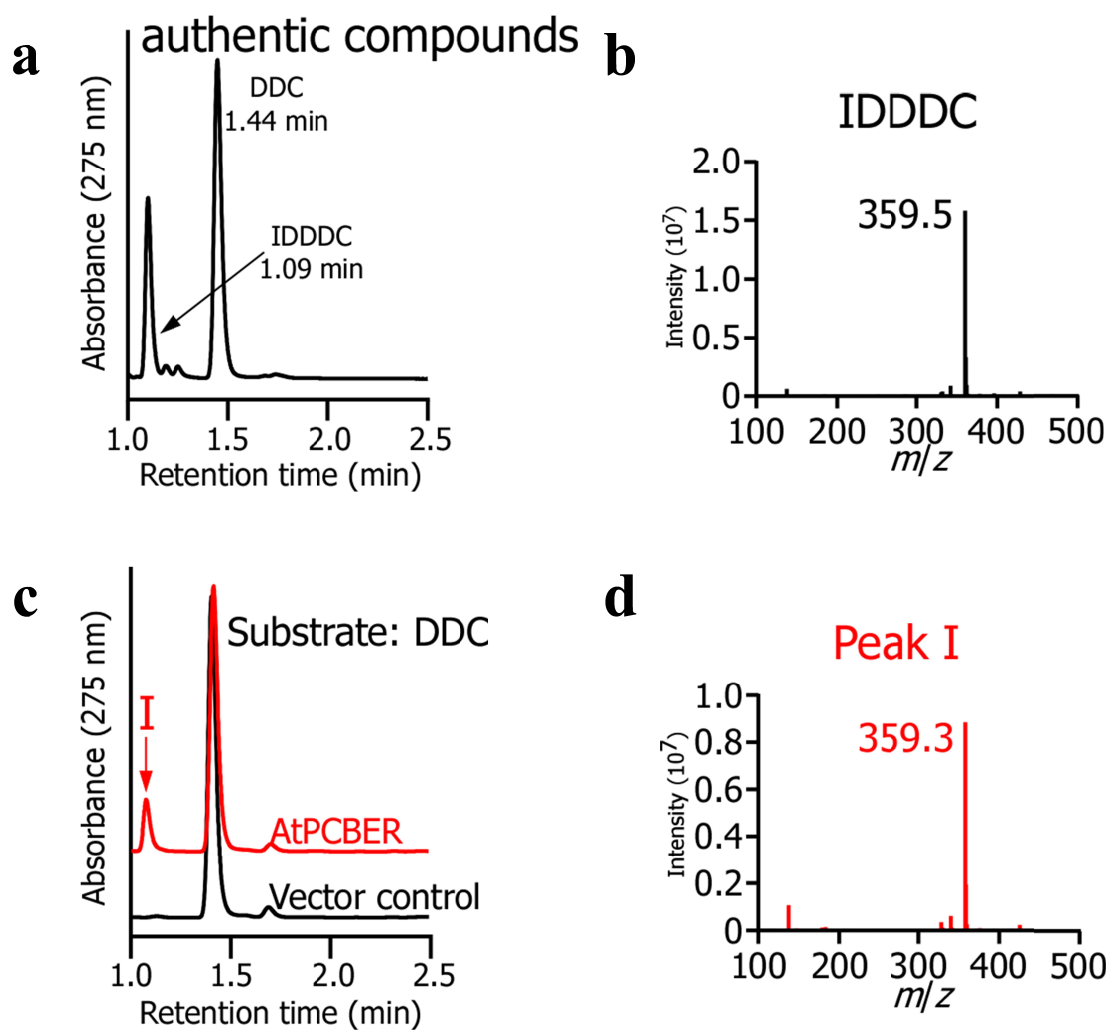 a
authentic compounds
DDC
1.44 min
IDDDC
1.09 min
Absorbance (275 nm)
1.0 1.5 2.0 2.5
Retention time (min)
b
IDDDC
359.5
Intensity (10⁷)
2.0
1.5
1.0
0.5
0
100 200 300 400 500
m/z
c
Substrate: DDC
I
AtPCBER
Vector control
Absorbance (275 nm)
1.0 1.5 2.0 2.5
Retention time (min)
d
Peak I
359.3
Intensity (10⁷)
1.0
0.8
0.6
0.4
0.2
0
100 200 300 400 500
m/z